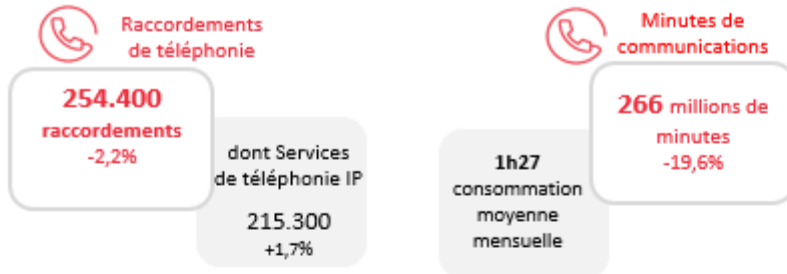 Raccordements
de téléphonie
254.400
raccordements
-2,2%
dont Services
de téléphonie IP
215.300
+1,7%
Minutes de
communications
266 millions de
minutes
-19,6%
1h27
consommation
moyenne
mensuelle